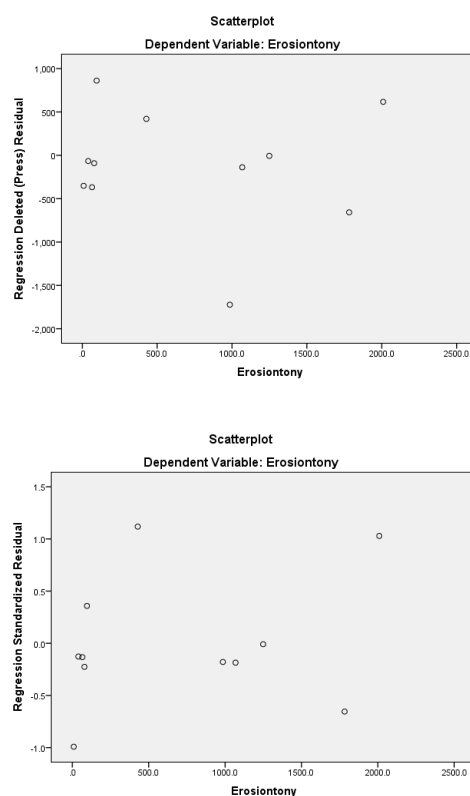 Scatterplot
Dependent Variable: Erosiontony
1,000
500
0
-500
-1,000
-1,500
-2,000
Regression Deleted (Press) Residual
.0 500.0 1000.0 1500.0 2000.0 2500.0
Erosiontony
Scatterplot
Dependent Variable: Erosiontony
1.5
1.0
0.5
0.0
-0.5
-1.0
Regression Standardized Residual
.0 500.0 1000.0 1500.0 2000.0 2500.0
Erosiontony